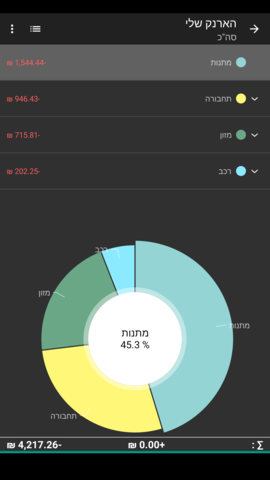 הארנק שלי
סה"כ
מתנות -1,544.44 ₪
תחבורה -946.43 ₪
מזון -715.81 ₪
רכב -202.25 ₪
רכב
מזון
מתנות
תחבורה
מתנות
45.3 %
Σ : +0.00 ₪ -4,217.26 ₪